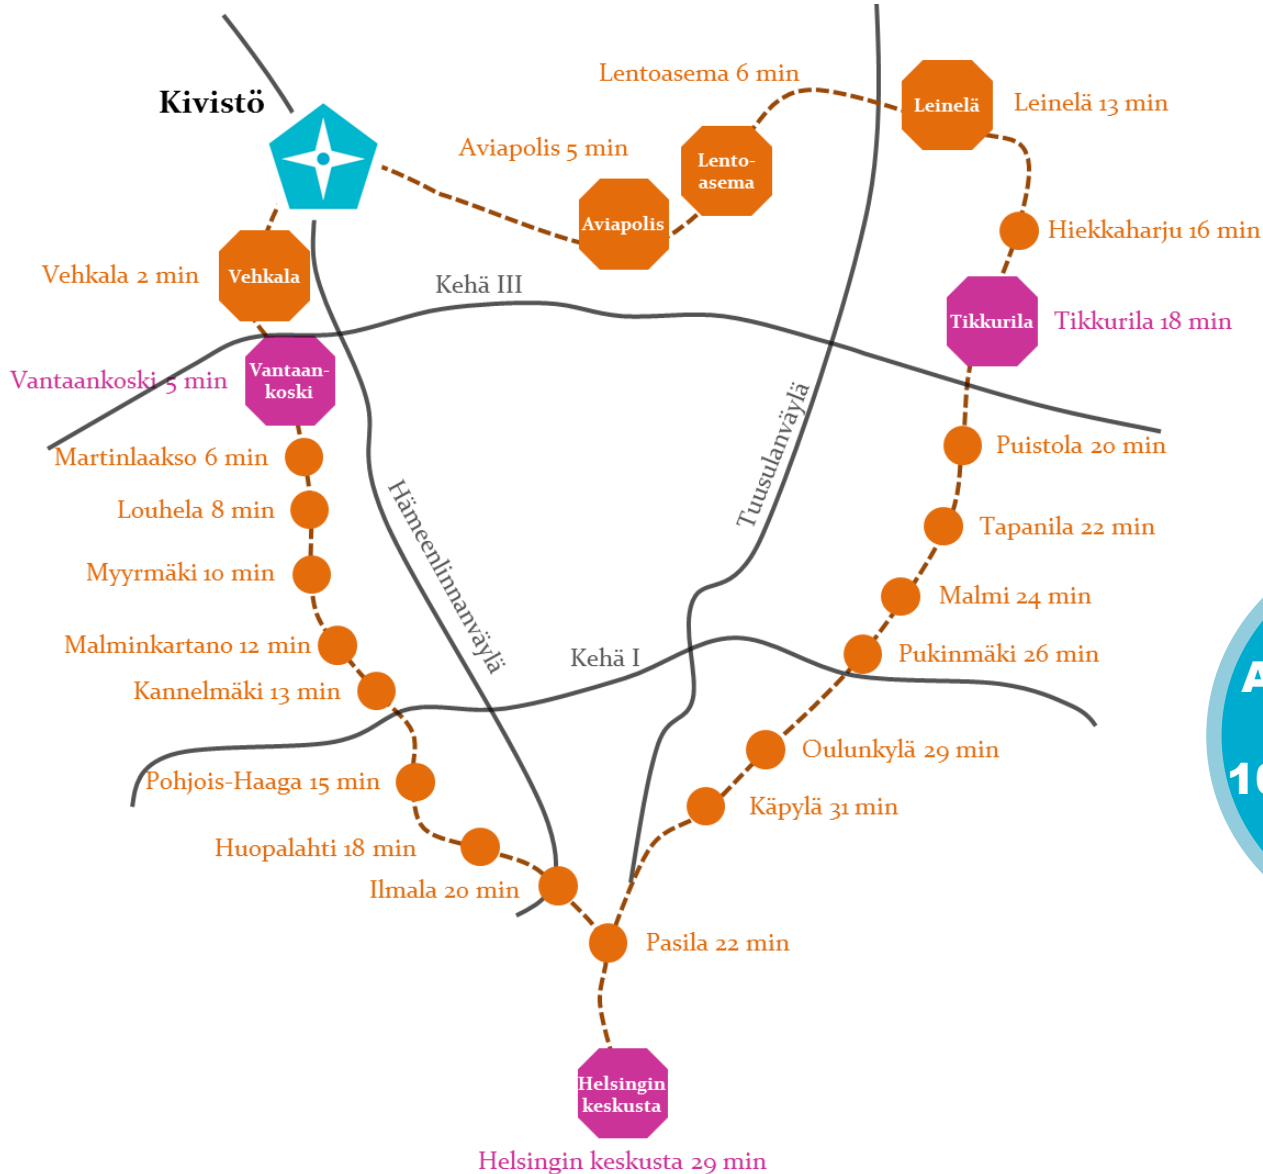 Kivistö
Lentoasema 6 min
Leinelä
Leinelä 13 min
Aviapolis 5 min
Lento-
asema
Aviapolis
Hiekkaharju 16 min
Vehkala 2 min
Vehkala
Kehä III
Tikkurila
Tikkurila 18 min
Vantaankoski 5 min
Vantaan-
koski
Martinlaakso 6 min
Louhela 8 min
Myyrmäki 10 min
Malminkartano 12 min
Kannelmäki 13 min
Pohjois-Haaga 15 min
Huopalahti 18 min
Ilmala 20 min
Hämeenlinnanväylä
Tuusulanväylä
Kehä I
Puistola 20 min
Tapanila 22 min
Malmi 24 min
Pukinmäki 26 min
Oulunkylä 29 min
Käpylä 31 min
Pasila 22 min
Helsingin
keskusta
Helsingin keskusta 29 min
A
10